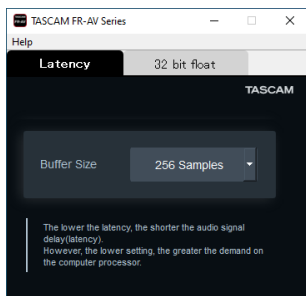 TASCAM FR-AV Series
Help
Latency 32 bit float
TASCAM
Buffer Size 256 Samples
The lower the latency, the shorter the audio signal
delay(latency).
However, the lower setting, the greater the demand on
the computer processor.